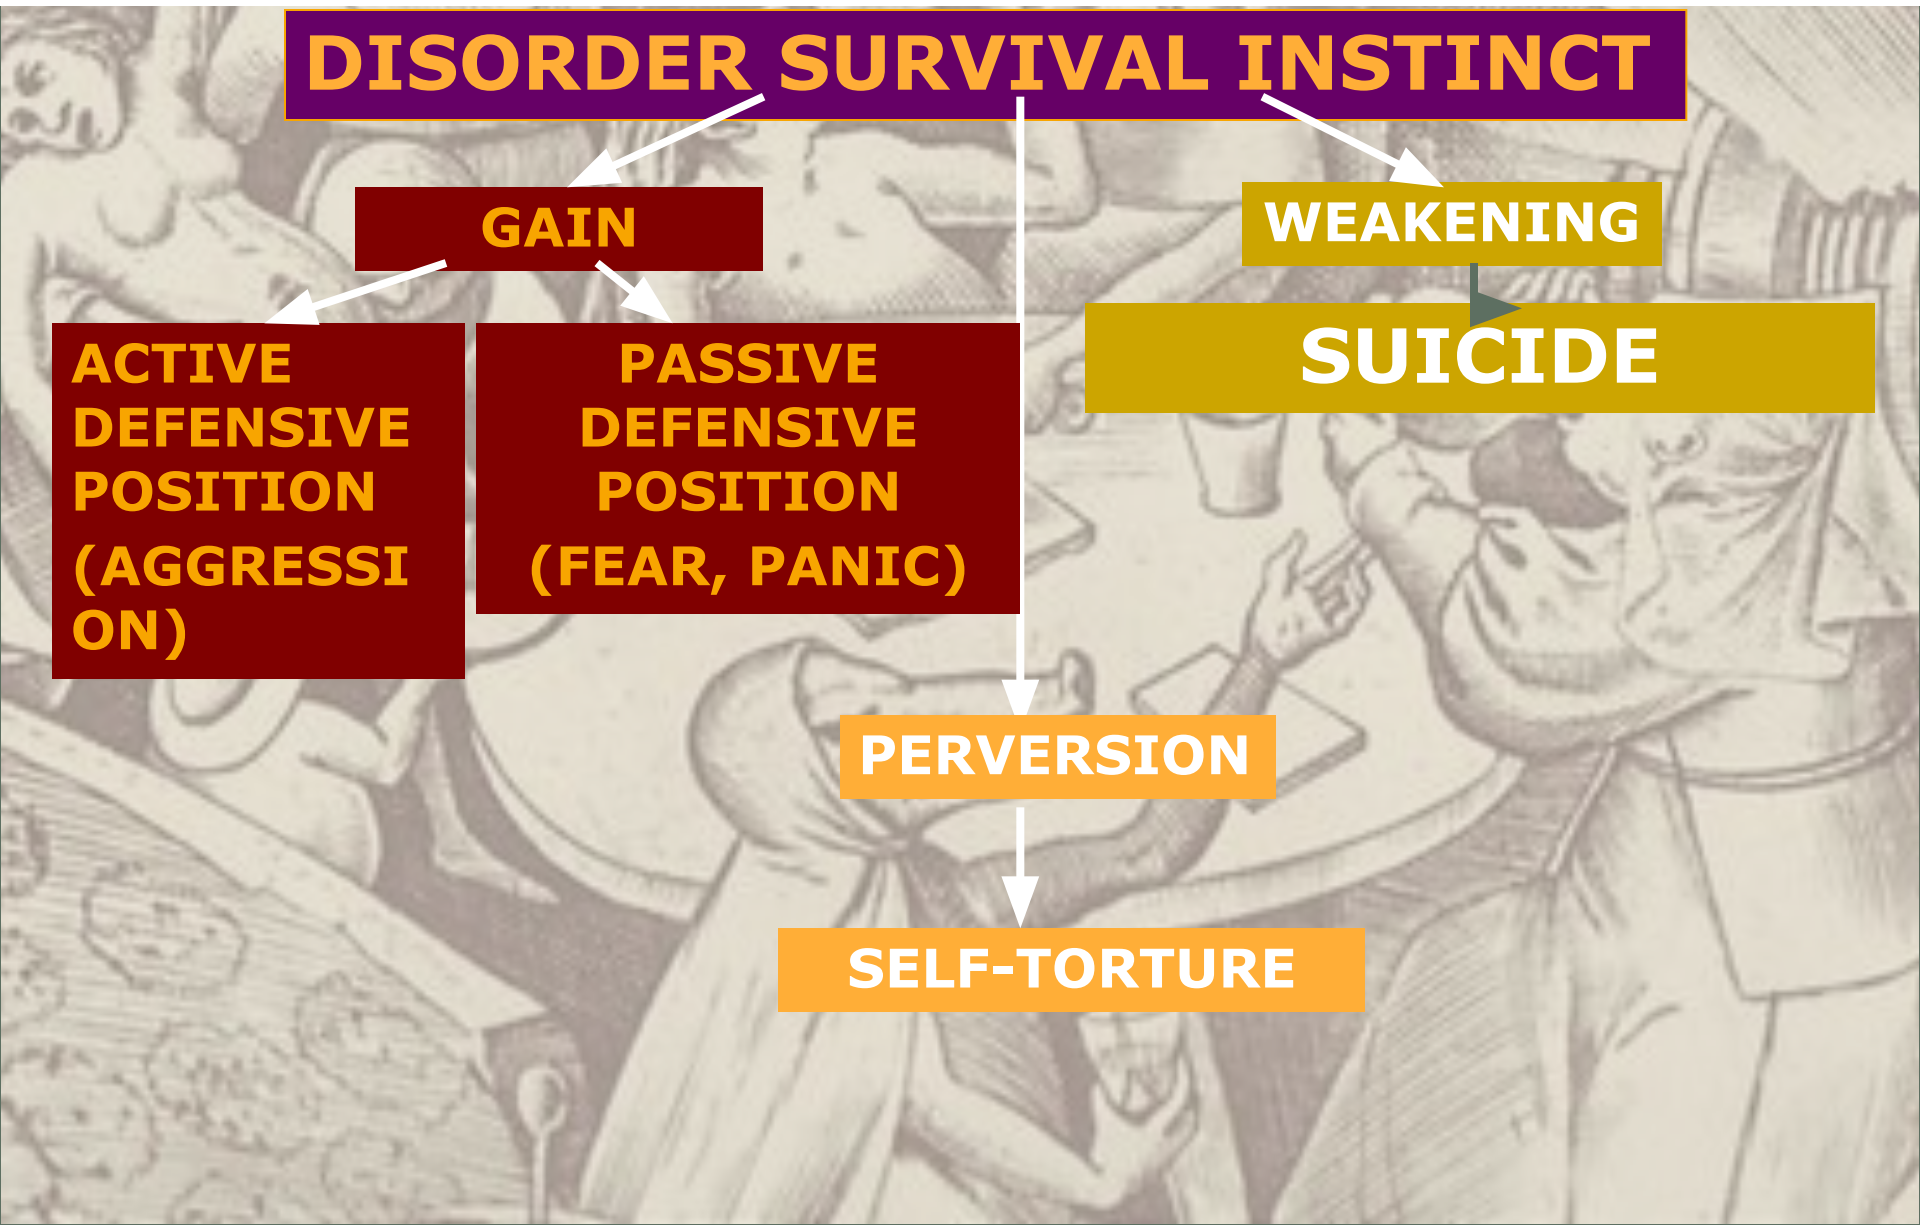 DISORDER SURVIVAL INSTINCT
GAIN
WEAKENING
ACTIVE
DEFENSIVE
POSITION
(AGGRESSI
ON)
PASSIVE
DEFENSIVE
POSITION
(FEAR, PANIC)
SUICIDE
PERVERSION
SELF-TORTURE